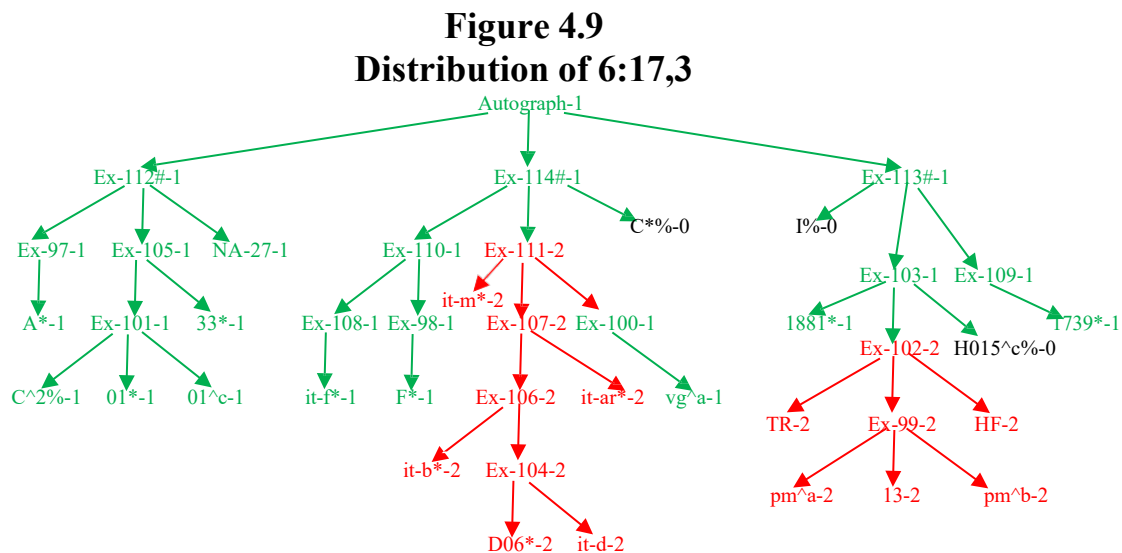 Figure 4.9
Distribution of 6:17,3
Autograph-1
Ex-112#-1 Ex-114#-1 Ex-113#-1
C*%-0 I%-0
Ex-97-1 Ex-105-1 NA-27-1 Ex-110-1 Ex-111-2
Ex-103-1 Ex-109-1
it-m*-2
A*-1 Ex-101-1 33*-1 Ex-108-1 Ex-98-1 Ex-107-2 Ex-100-1 1881*-1 1739*-1
Ex-102-2 H015^c%-0
C^2%-1 01*-1 01^c-1 it-f*-1 F*-1 Ex-106-2 it-ar*-2 vg^a-1
TR-2 Ex-99-2 HF-2
it-b*-2 Ex-104-2
pm^a-2 13-2 pm^b-2
D06*-2 it-d-2